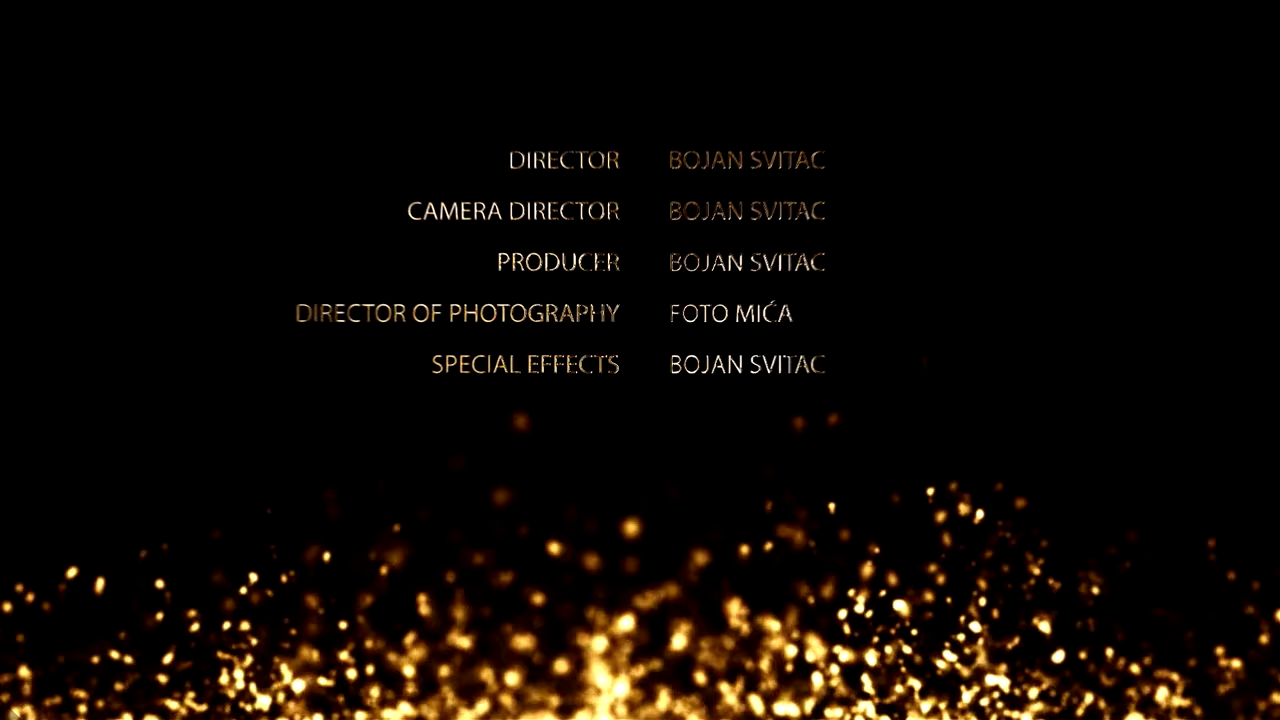 DIRECTOR BOJAN SVITAC
CAMERA DIRECTOR BOJAN SVITAC
PRODUCER BOJAN SVITAC
DIRECTOR OF PHOTOGRAPHY FOTO MIĆA
SPECIAL EFFECTS BOJAN SVITAC